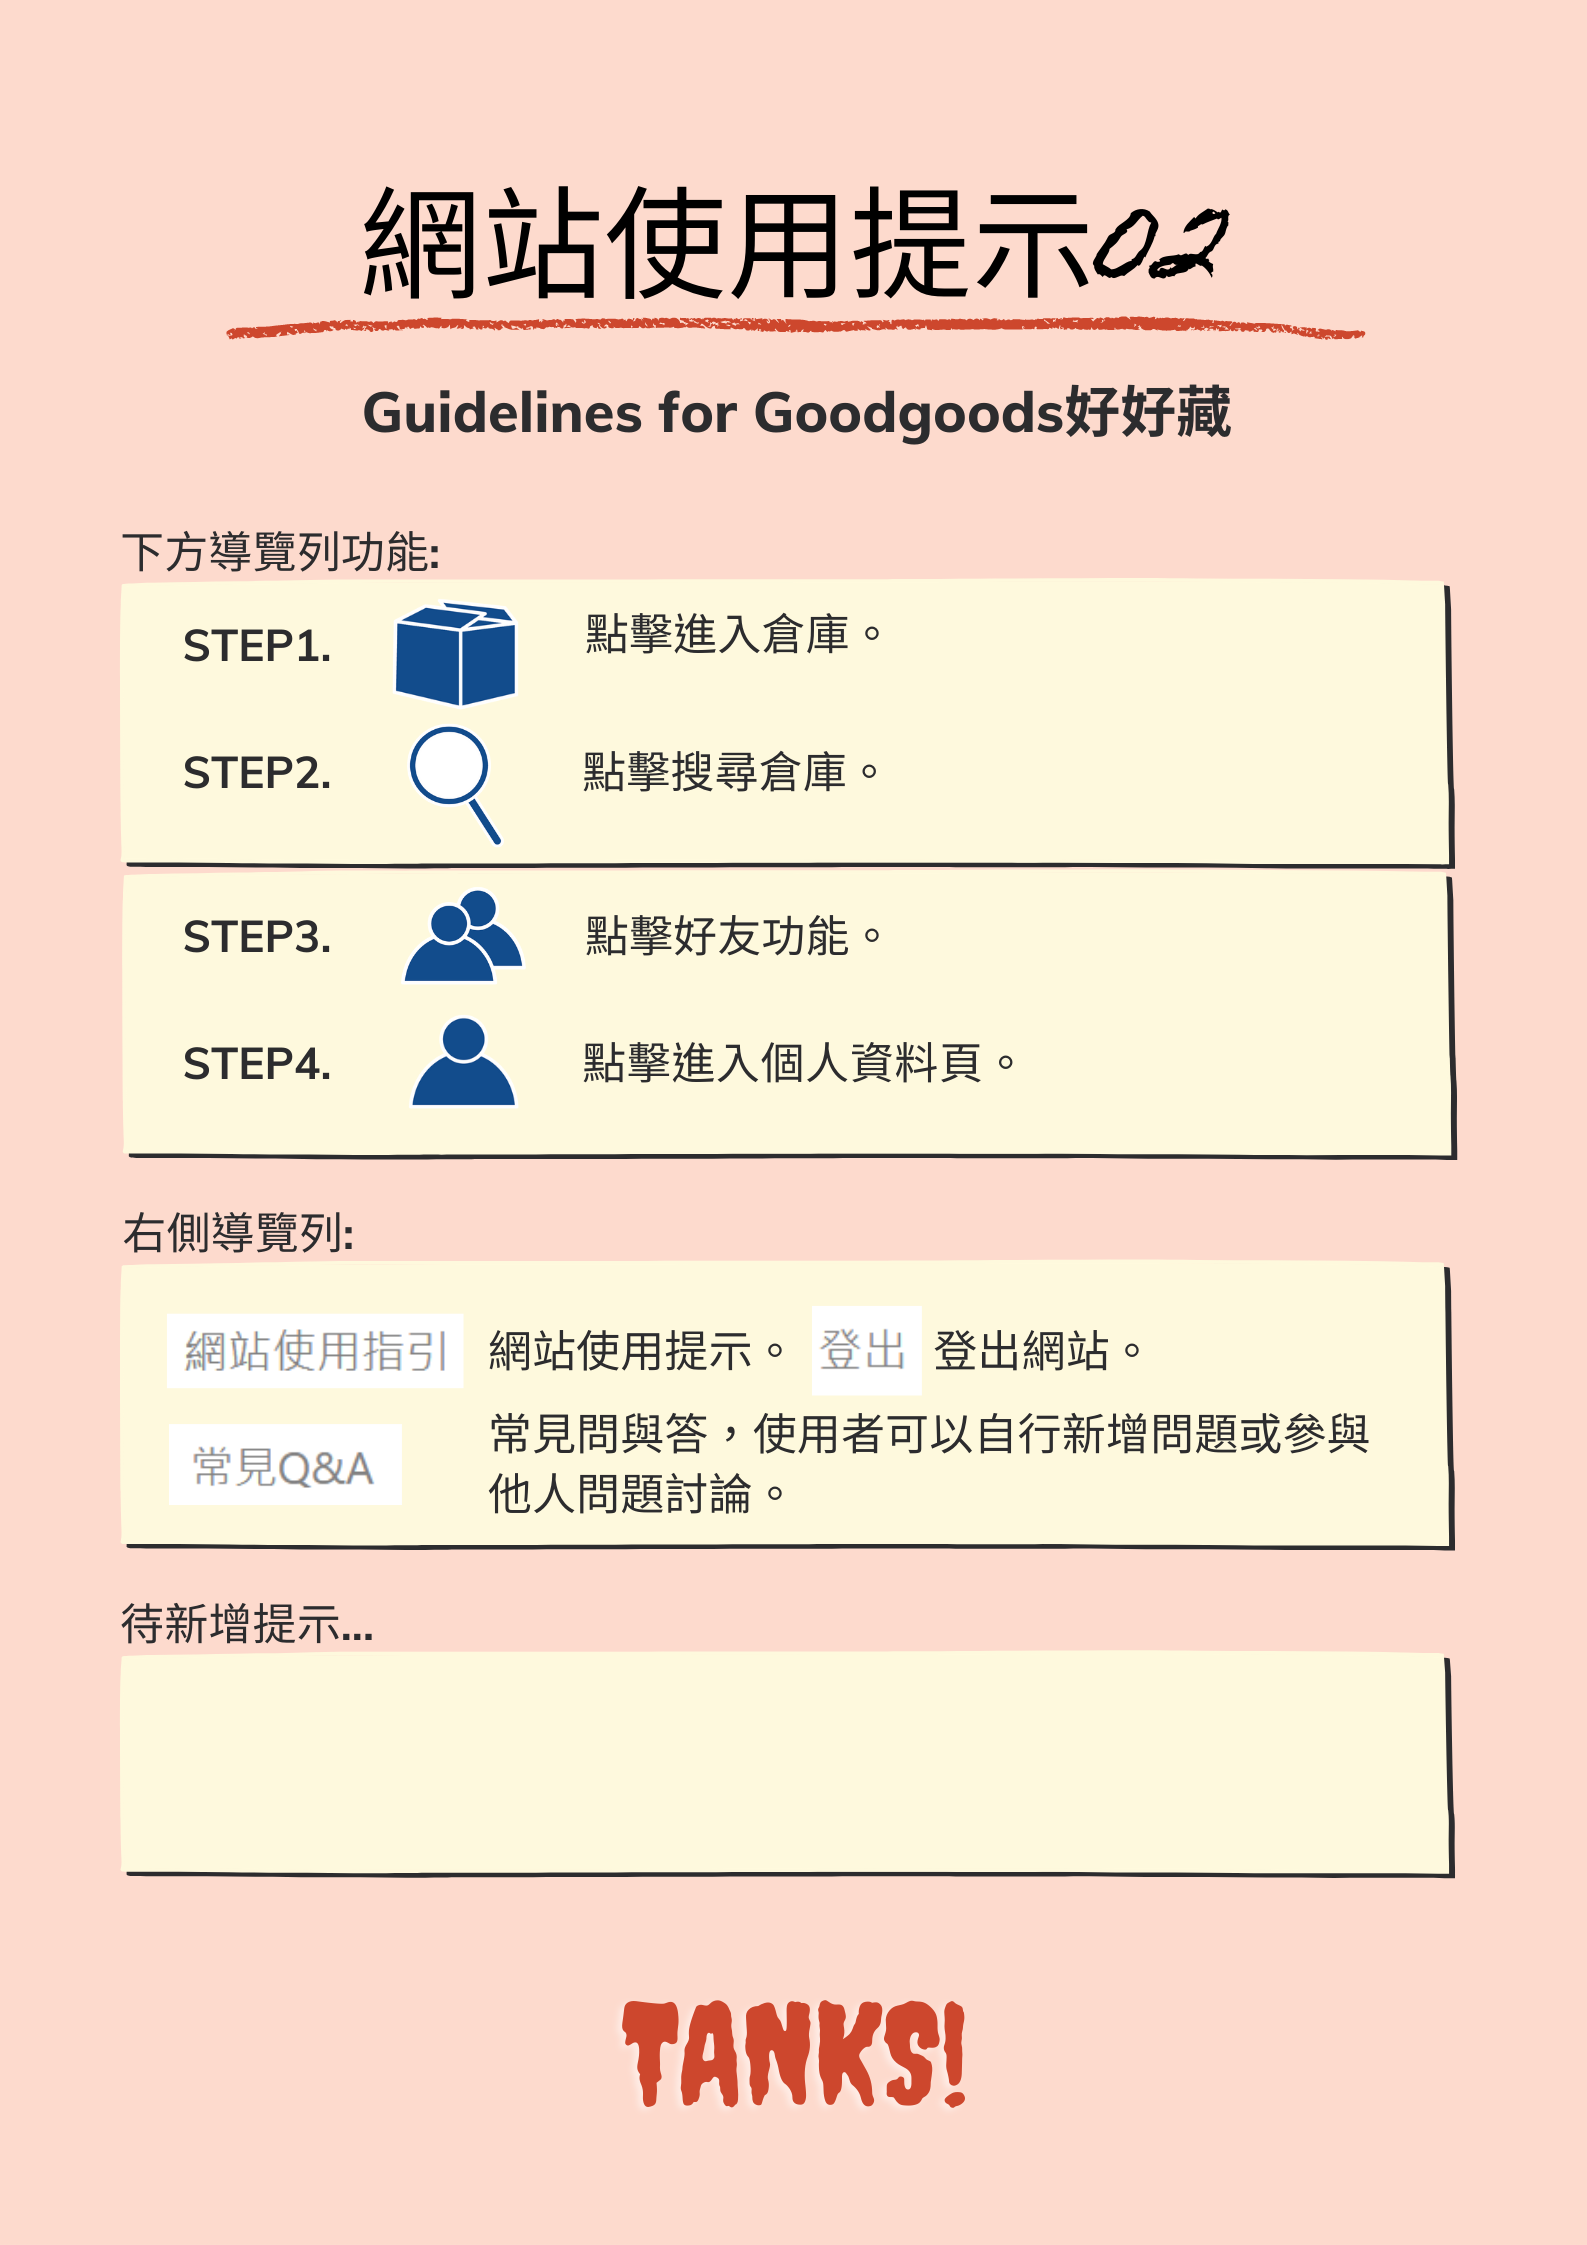 網站使用提示02
Guidelines for Goodgoods好好藏
下方導覽列功能:
STEP1. 點擊進入倉庫。
STEP2. 點擊搜尋倉庫。
STEP3. 點擊好友功能。
STEP4. 點擊進入個人資料頁。
右側導覽列:
網站使用指引 網站使用提示。 登出 登出網站。
常見Q&A 常見問與答，使用者可以自行新增問題或參與
他人問題討論。
待新增提示...
TANKS!